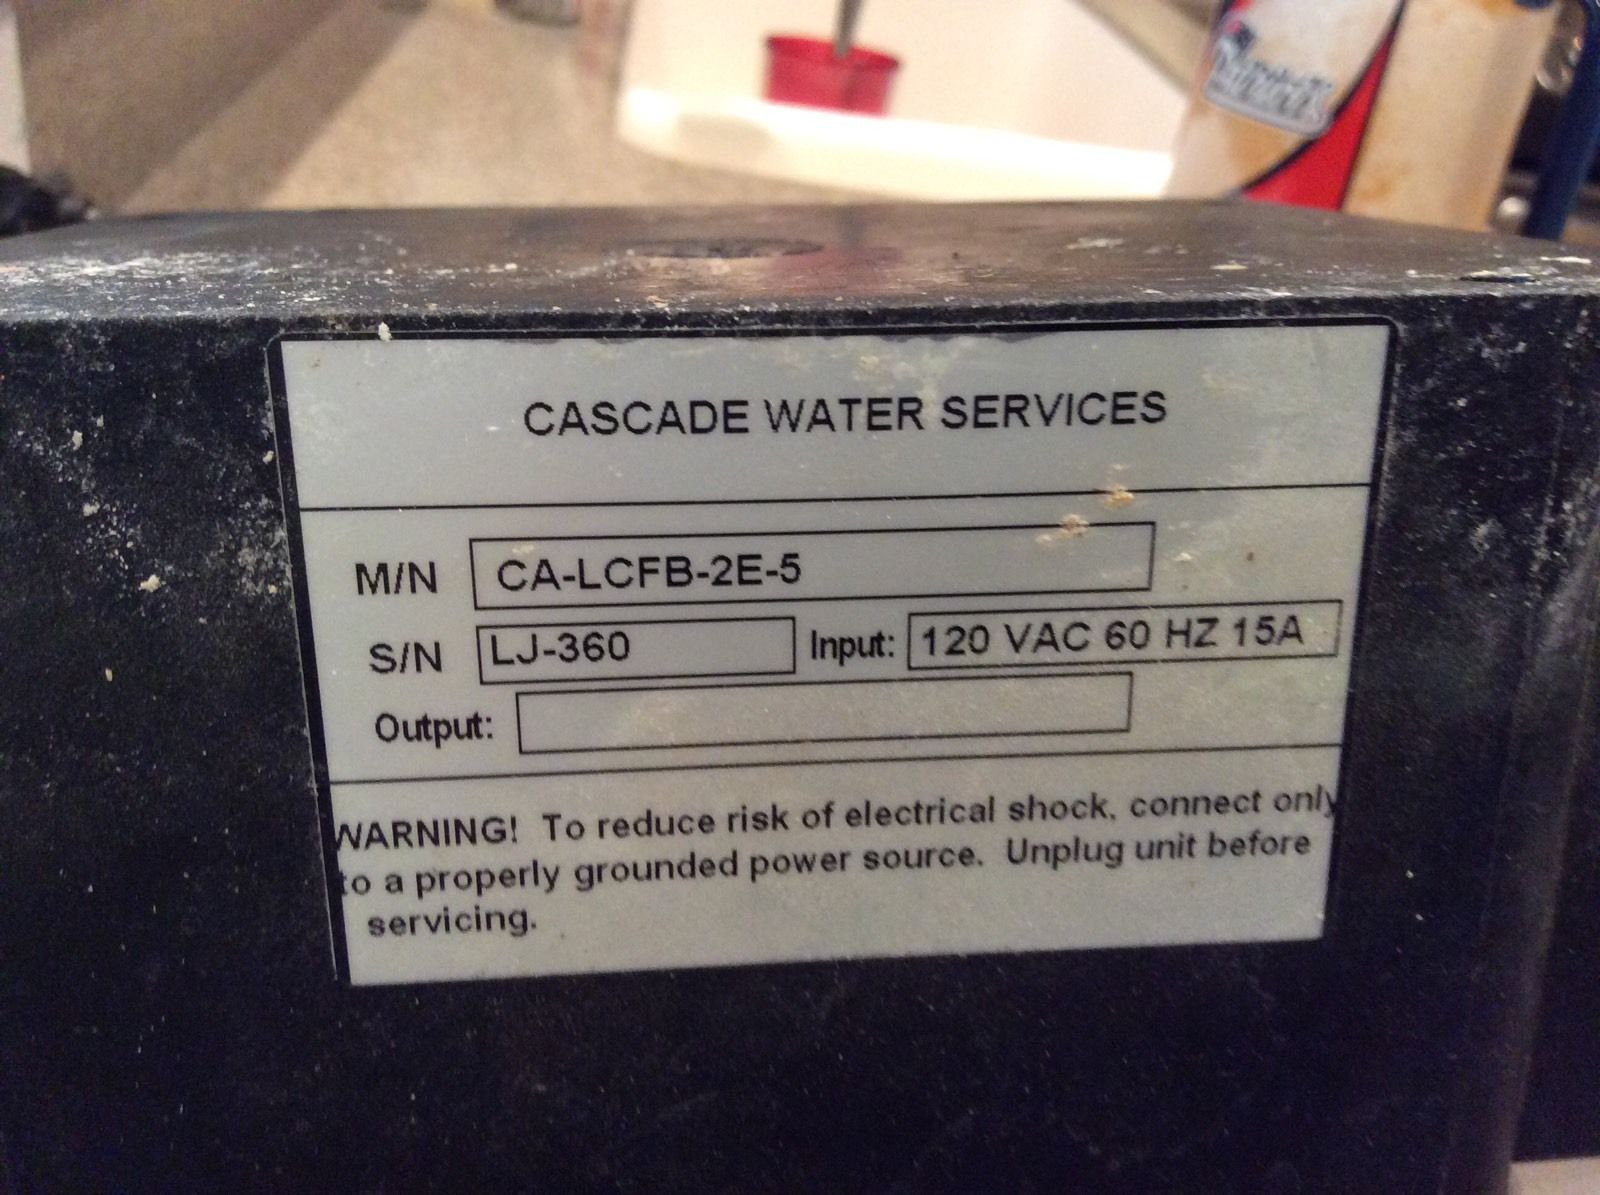 CASCADE WATER SERVICES
M/N CA-LCFB-2E-5
S/N LJ-360 Input: 120 VAC 60 HZ 15A
Output:
WARNING! To reduce risk of electrical shock, connect only
to a properly grounded power source. Unplug unit before
servicing.